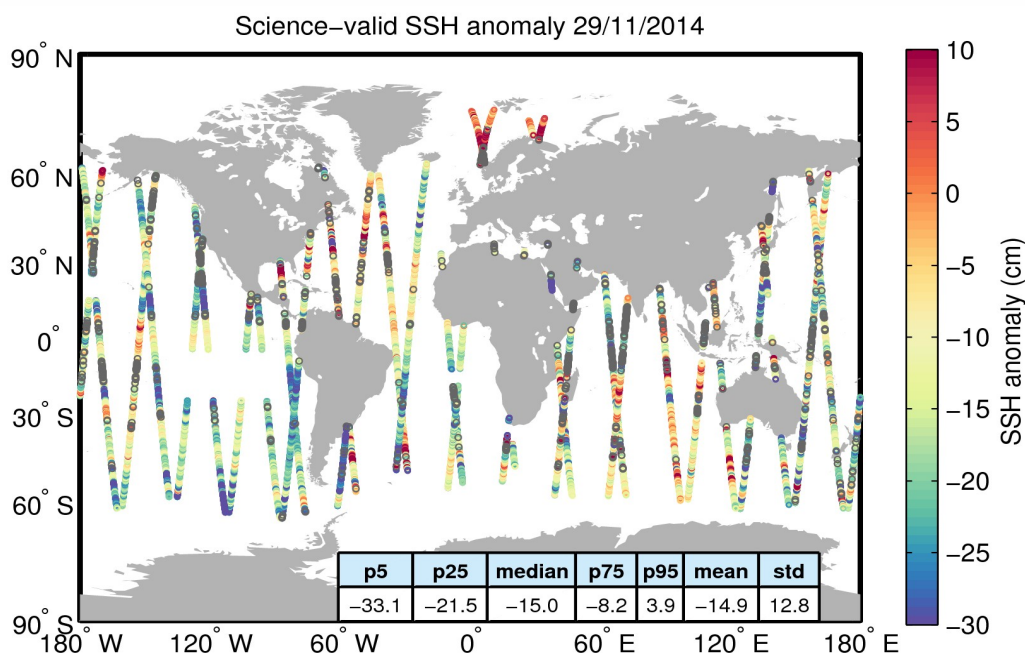 Science−valid SSH anomaly 29/11/2014
90° N
60° N
30° N
0°
30° S
60° S
90° S
180° W
120° W
60° W
0°
60° E
120° E
180° E
p5 p25 median p75 p95 mean std
−33.1 −21.5 −15.0 −8.2 3.9 −14.9 12.8
10
5
0
−5
−10
−15
−20
−25
−30
SSH anomaly (cm)